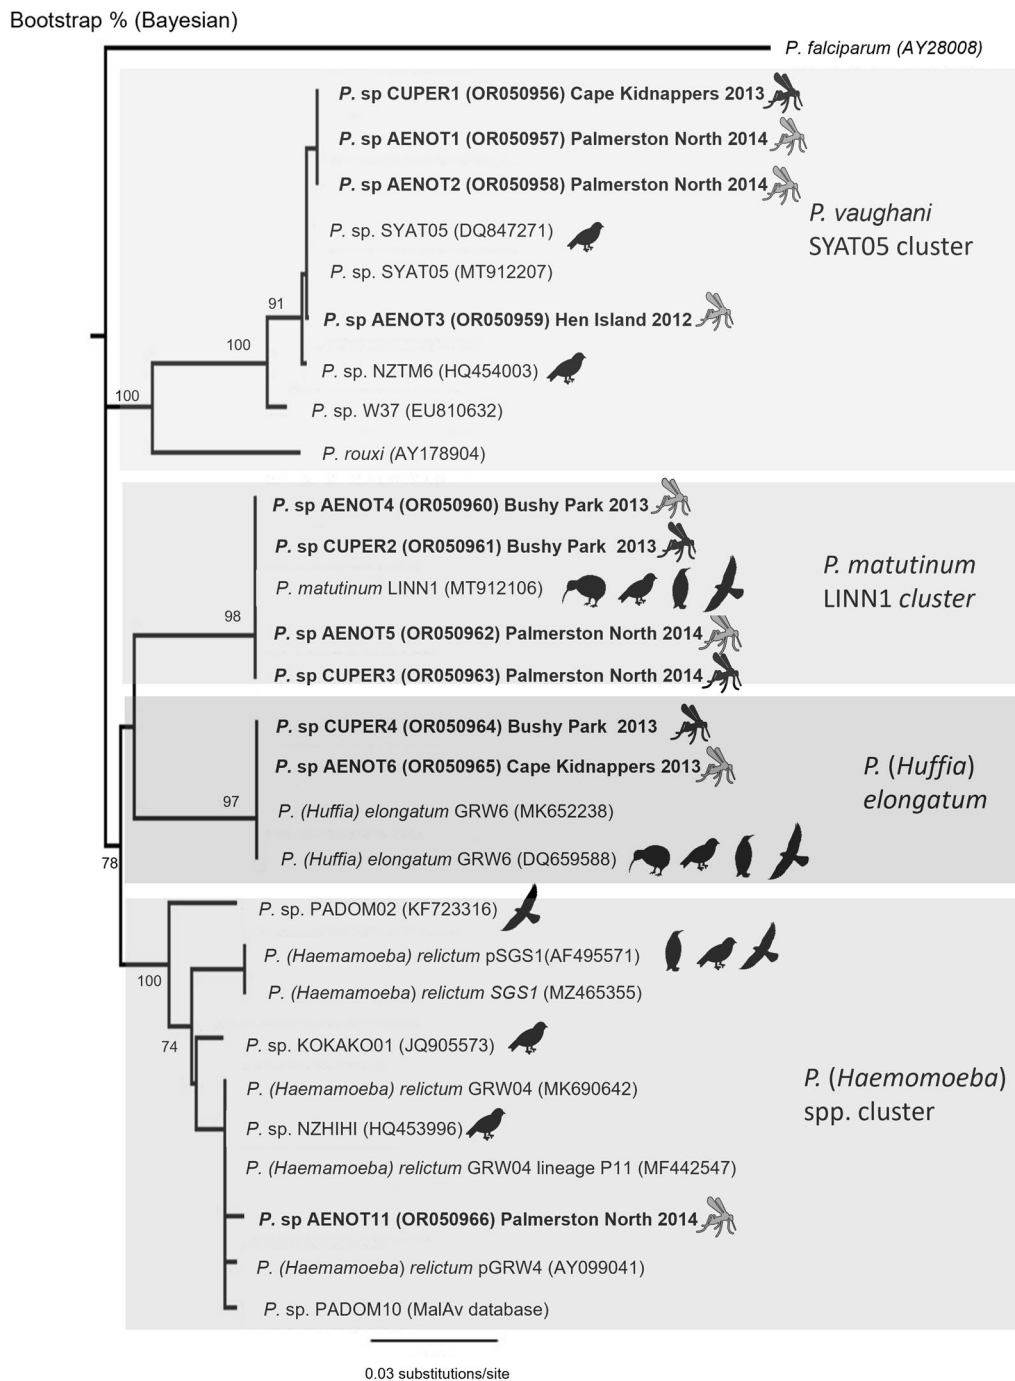 Bootstrap % (Bayesian)
P. falciparum (AY28008)
P. sp CUPER1 (OR050956) Cape Kidnappers 2013
P. sp AENOT1 (OR050957) Palmerston North 2014
P. sp AENOT2 (OR050958) Palmerston North 2014
P. vaughani
SYAT05 cluster
P. sp. SYAT05 (DQ847271)
P. sp. SYAT05 (MT912207)
91
P. sp AENOT3 (OR050959) Hen Island 2012
100
P. sp. NZTM6 (HQ454003)
100
P. sp. W37 (EU810632)
P. rouxi (AY178904)
P. sp AENOT4 (OR050960) Bushy Park 2013
P. sp CUPER2 (OR050961) Bushy Park 2013
P. matutinum
LINN1 cluster
P. matutinum LINN1 (MT912106)
98
P. sp AENOT5 (OR050962) Palmerston North 2014
P. sp CUPER3 (OR050963) Palmerston North 2014
P. sp CUPER4 (OR050964) Bushy Park 2013
P. sp AENOT6 (OR050965) Cape Kidnappers 2013
P. (Huffia)
elongatum
97
P. (Huffia) elongatum GRW6 (MK652238)
P. (Huffia) elongatum GRW6 (DQ659588)
78
P. sp. PADOM02 (KF723316)
P. (Haemamoeba) relictum pSGS1(AF495571)
100
P. (Haemamoeba) relictum SGS1 (MZ465355)
74
P. sp. KOKAKO01 (JQ905573)
P. (Haemomoeba)
spp. cluster
P. (Haemamoeba) relictum GRW04 (MK690642)
P. sp. NZHIHI (HQ453996)
P. (Haemamoeba) relictum GRW04 lineage P11 (MF442547)
P. sp AENOT11 (OR050966) Palmerston North 2014
P. (Haemamoeba) relictum pGRW4 (AY099041)
P. sp. PADOM10 (MalAv database)
0.03 substitutions/site